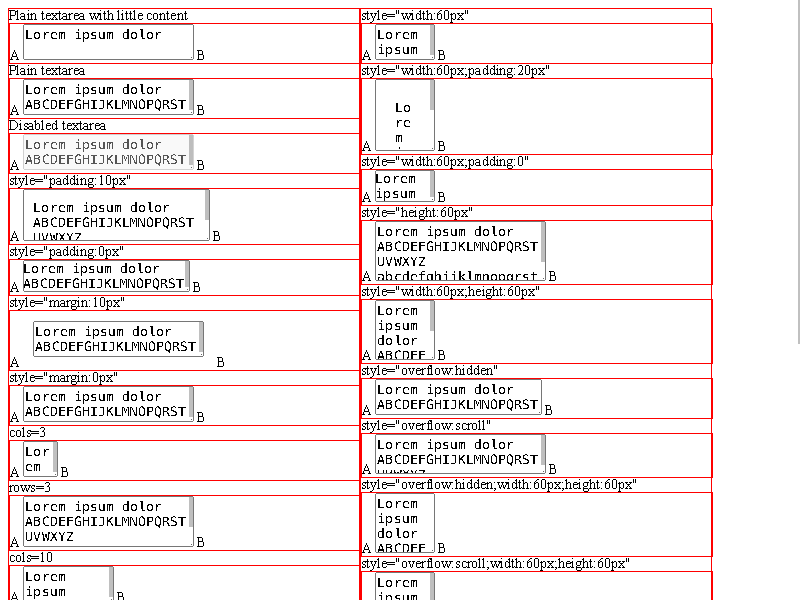 Plain textarea with little content
Lorem ipsum dolor
A B
Plain textarea
Lorem ipsum dolor
ABCDEFGHIJKLMNOPQRST
A B
Disabled textarea
Lorem ipsum dolor
ABCDEFGHIJKLMNOPQRST
A B
style="padding:10px"
Lorem ipsum dolor
ABCDEFGHIJKLMNOPQRST
UVWXYZ
A B
style="padding:0px"
Lorem ipsum dolor
ABCDEFGHIJKLMNOPQRST
A B
style="margin:10px"
Lorem ipsum dolor
ABCDEFGHIJKLMNOPQRST
A B
style="margin:0px"
Lorem ipsum dolor
ABCDEFGHIJKLMNOPQRST
A B
cols=3
Lor
em
A B
rows=3
Lorem ipsum dolor
ABCDEFGHIJKLMNOPQRST
UVWXYZ
A B
cols=10
Lorem
ipsum
A B
style="width:60px"
Lorem
ipsum
A B
style="width:60px;padding:20px"
Lo
re
m
A B
style="width:60px;padding:0"
Lorem
ipsum
A B
style="height:60px"
Lorem ipsum dolor
ABCDEFGHIJKLMNOPQRST
UVWXYZ
abcdefghijklmnopqrst
A B
style="width:60px;height:60px"
Lorem
ipsum
dolor
ABCDEF
A B
style="overflow:hidden"
Lorem ipsum dolor
ABCDEFGHIJKLMNOPQRST
A B
style="overflow:scroll"
Lorem ipsum dolor
ABCDEFGHIJKLMNOPQRST
A B
style="overflow:hidden;width:60px;height:60px"
Lorem
ipsum
dolor
ABCDEF
A B
style="overflow:scroll;width:60px;height:60px"
Lorem
ipsum